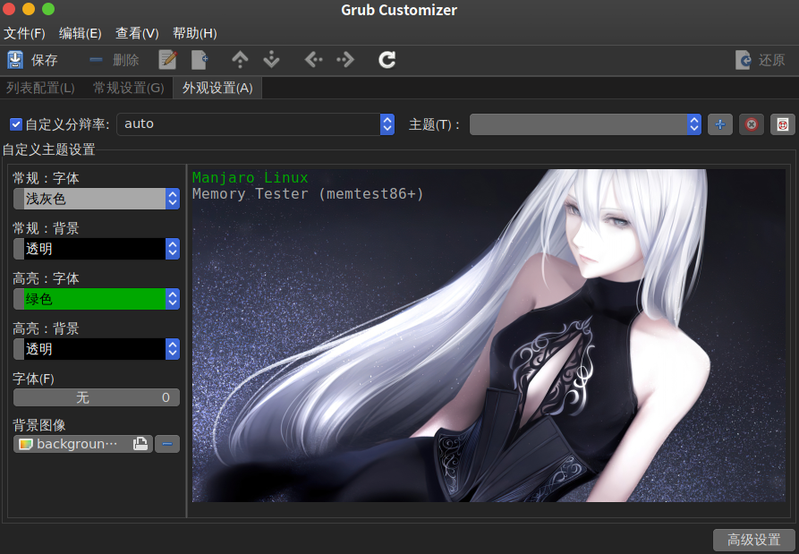 Grub Customizer
文件(F) 编辑(E) 查看(V) 帮助(H)
保存 删除 还原
列表配置(L) 常规设置(G) 外观设置(A)
自定义分辩率: auto 主题(T)：
自定义主题设置
常规：字体
浅灰色
常规：背景
透明
高亮：字体
绿色
高亮：背景
透明
字体(F)
无 0
背景图像
backgroun···
Manjaro Linux
Memory Tester (memtest86+)
高级设置